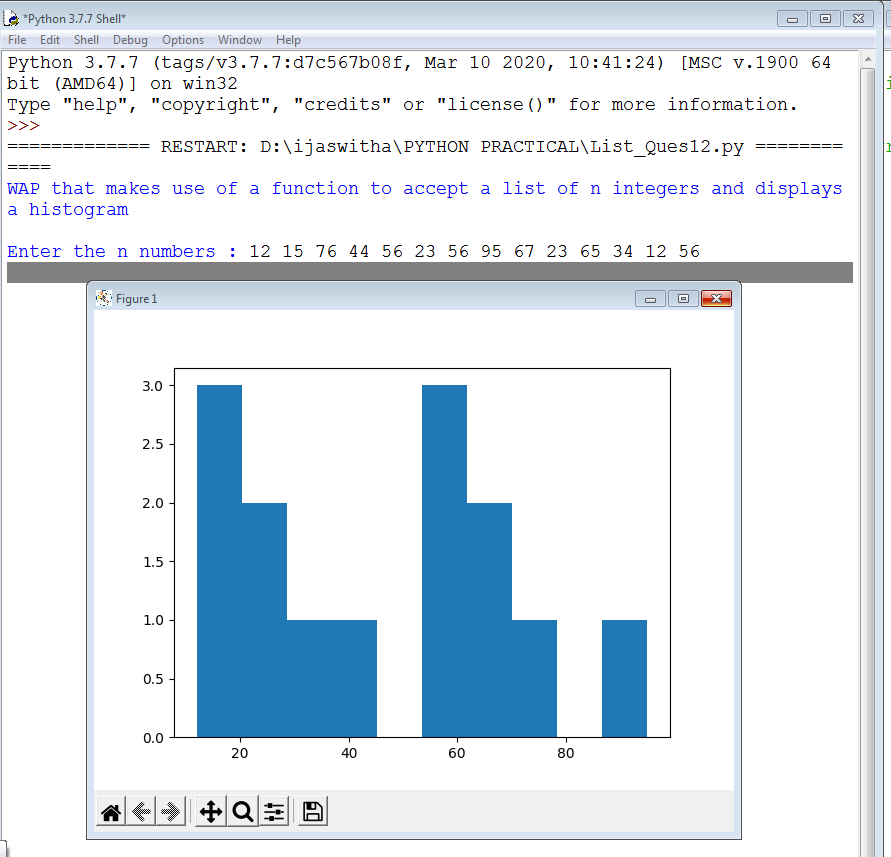 *Python 3.7.7 Shell*
File Edit Shell Debug Options Window Help
Python 3.7.7 (tags/v3.7.7:d7c567b08f, Mar 10 2020, 10:41:24) [MSC v.1900 64
bit (AMD64)] on win32
Type "help", "copyright", "credits" or "license()" for more information.
>>>
============= RESTART: D:\ijaswitha\PYTHON PRACTICAL\List_Ques12.py ========
====
WAP that makes use of a function to accept a list of n integers and displays
a histogram
Enter the n numbers : 12 15 76 44 56 23 56 95 67 23 65 34 12 56
Figure 1
3.0
2.5
2.0
1.5
1.0
0.5
0.0
20 40 60 80